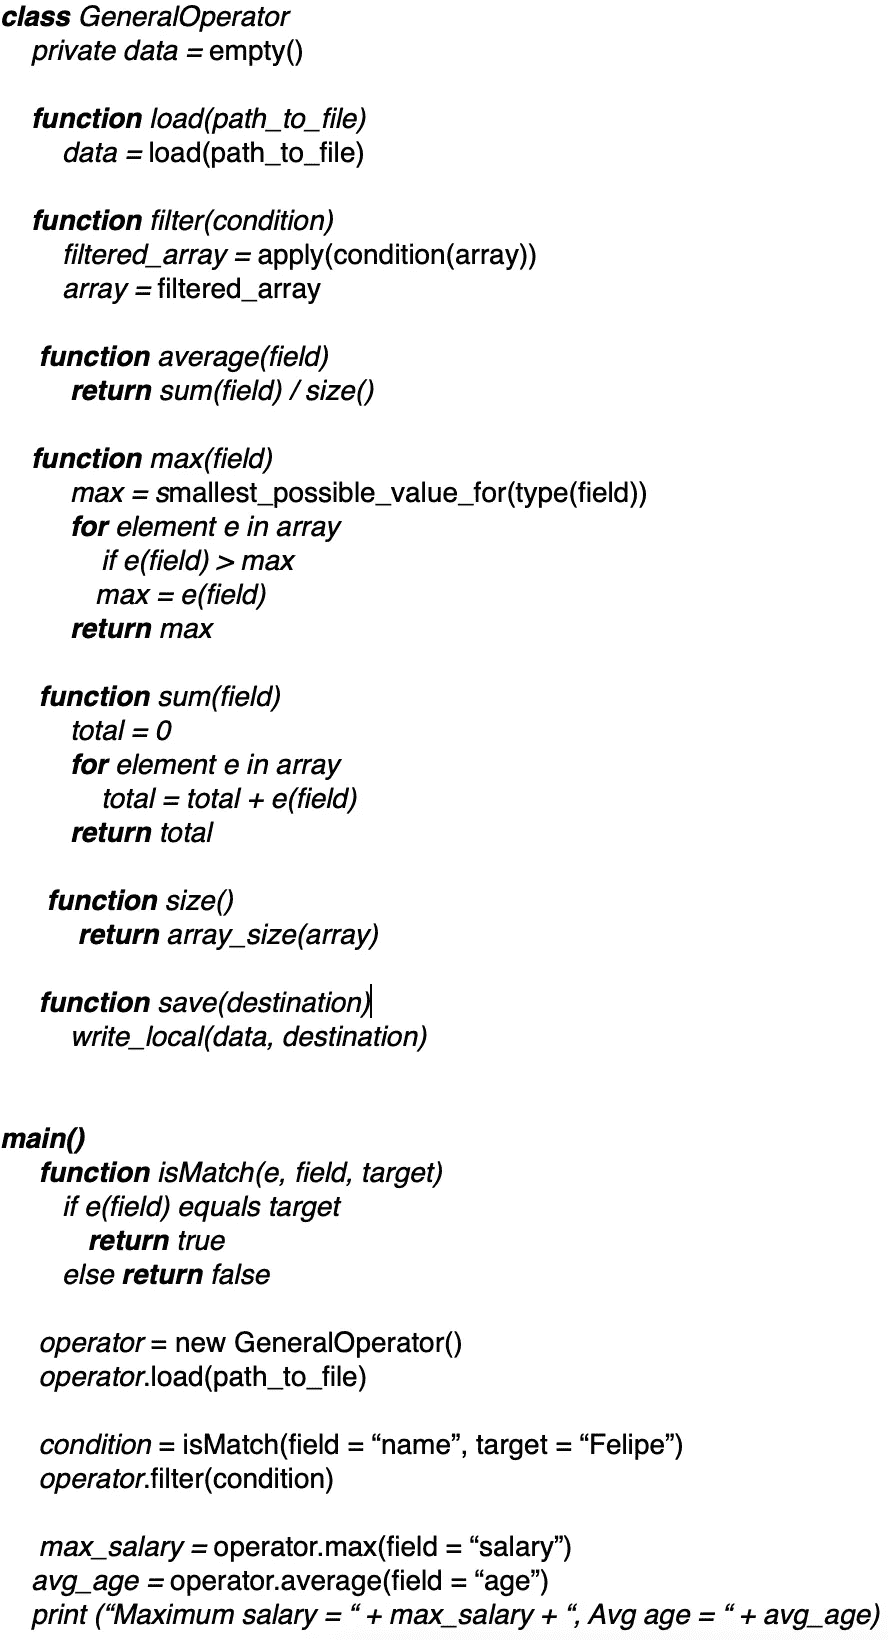 class GeneralOperator
private data = empty()
function load(path_to_file)
data = load(path_to_file)
function filter(condition)
filtered_array = apply(condition(array))
array = filtered_array
function average(field)
return sum(field) / size()
function max(field)
max = smallest_possible_value_for(type(field))
for element e in array
if e(field) > max
max = e(field)
return max
function sum(field)
total = 0
for element e in array
total = total + e(field)
return total
function size()
return array_size(array)
function save(destination)
write_local(data, destination)
main()
function isMatch(e, field, target)
if e(field) equals target
return true
else return false
operator = new GeneralOperator()
operator.load(path_to_file)
condition = isMatch(field = “name”, target = “Felipe”)
operator.filter(condition)
max_salary = operator.max(field = “salary”)
avg_age = operator.average(field = “age”)
print (“Maximum salary = “ + max_salary + “, Avg age = “ + avg_age)